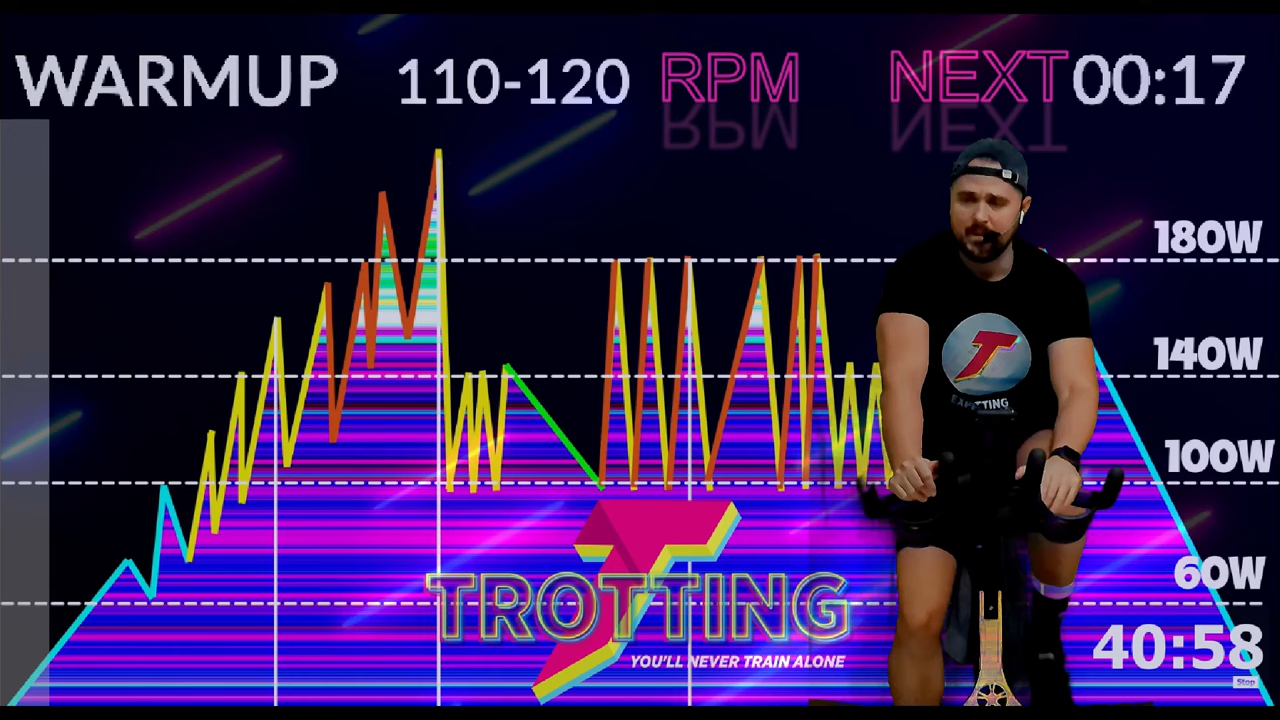 WARMUP 110-120 RPM NEXT 00:17
180W
140W
T
100W
60W
T
TROTTING
YOU'LL NEVER TRAIN ALONE
40:58
Stop